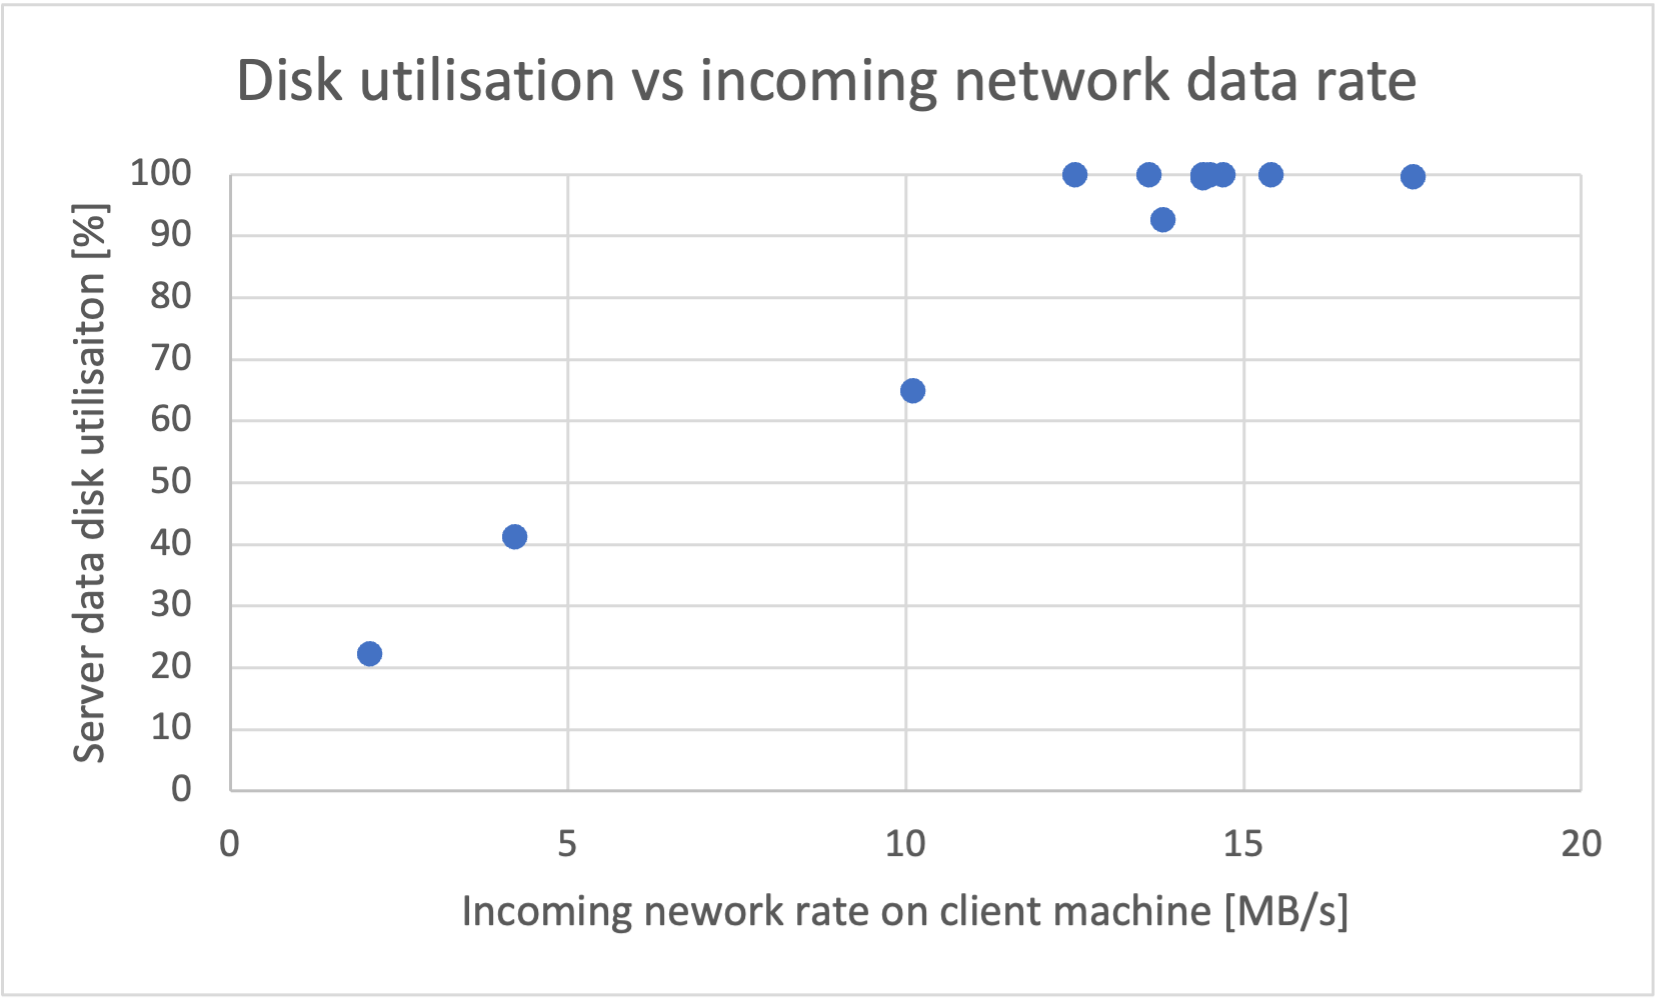 Disk utilisation vs incoming network data rate
Server data disk utilisaiton [%]
100
90
80
70
60
50
40
30
20
10
0
0 5 10 15 20
Incoming nework rate on client machine [MB/s]